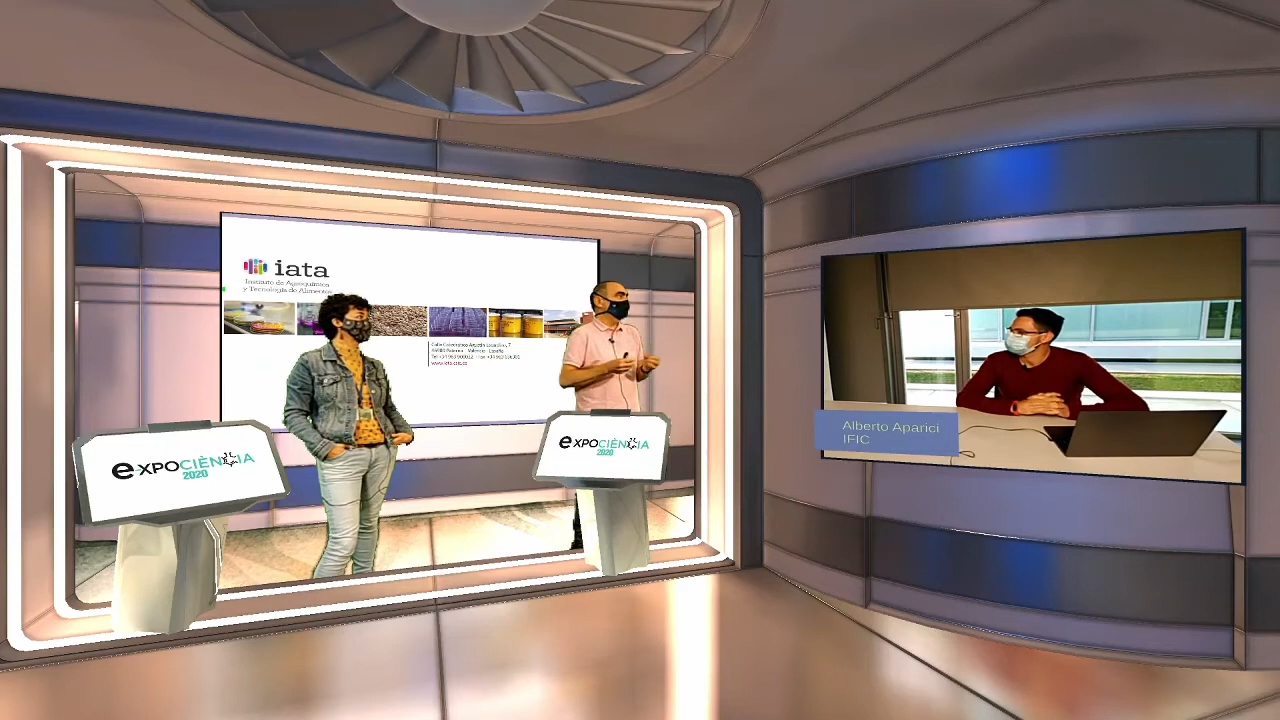 iata
Instituto de Agroquímica
y Tecnología de Alimentos
eXPOCIÈNCIA
2020
eXPOCIÈNCIA
2020
Alberto Aparici
IFIC